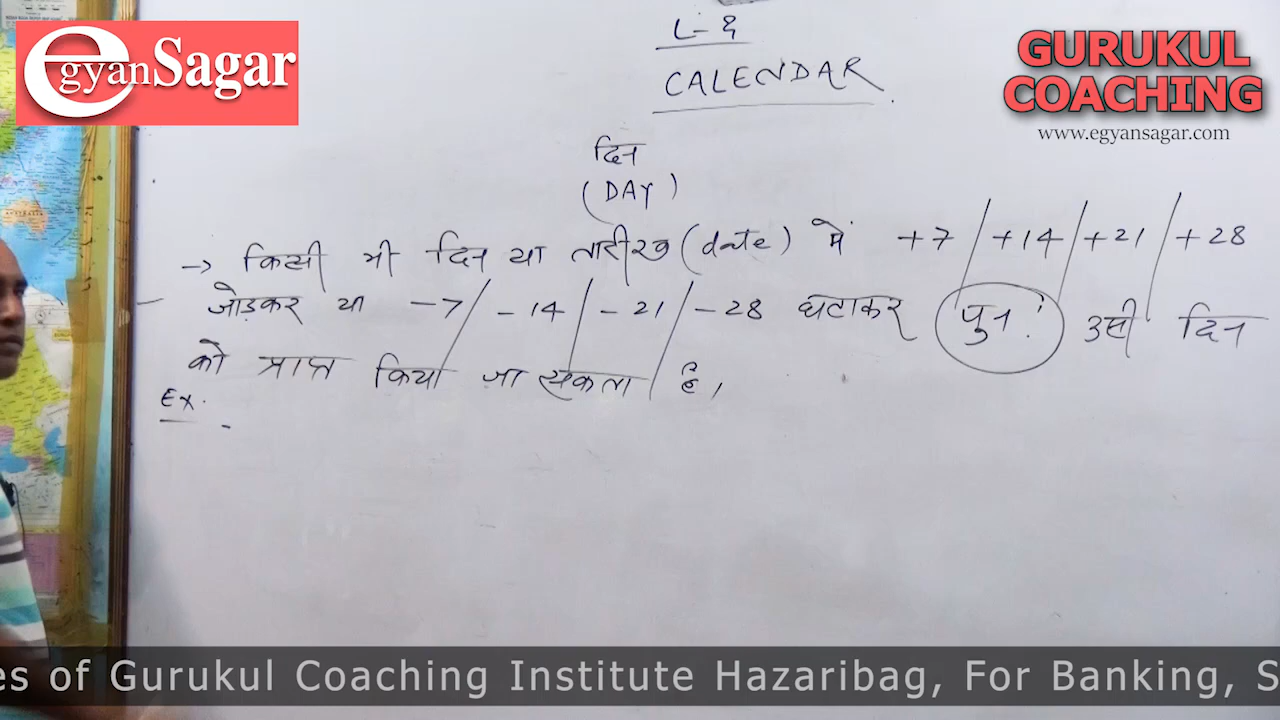 egyanSagar
GURUKUL
COACHING
www.egyansagar.com
L-8
CALENDAR
दिन
(DAY)
→ किसी भी दिन या तारीख (date) में +7 / +14 / +21 / +28
जोड़कर या -7 / -14 / -21 / -28 घटाकर पुनः उसी दिन
को प्राप्त किया जा सकता है,
Ex.
es of Gurukul Coaching Institute Hazaribag, For Banking, S